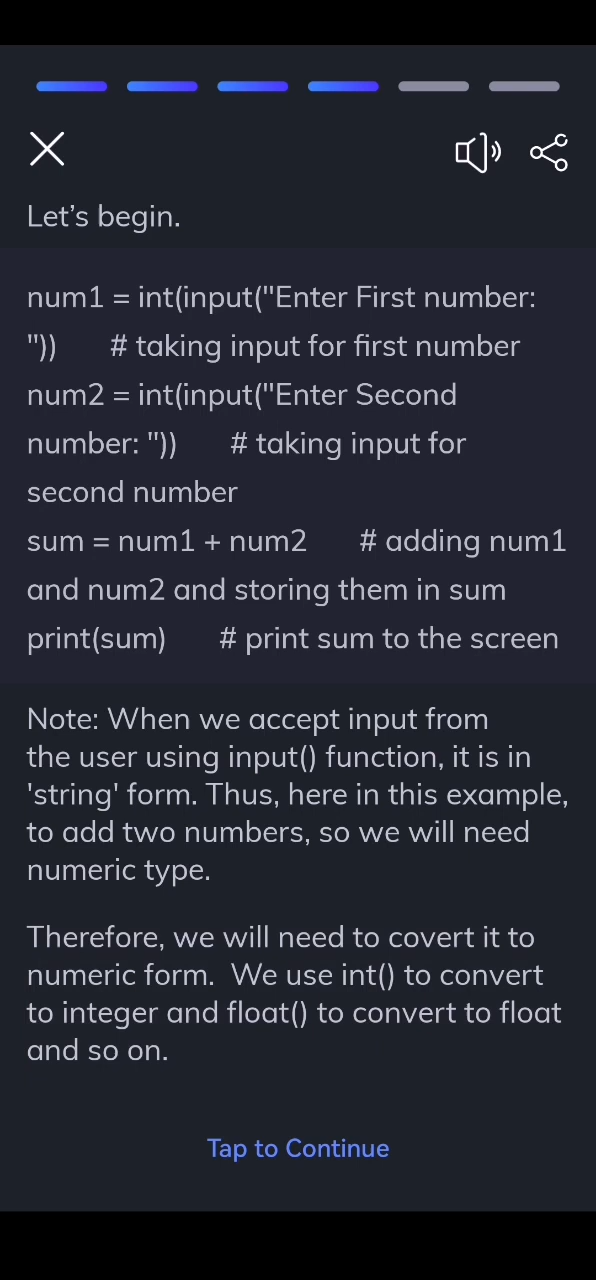 Let’s begin.
num1 = int(input("Enter First number:
"))      # taking input for first number
num2 = int(input("Enter Second
number: "))      # taking input for
second number
sum = num1 + num2      # adding num1
and num2 and storing them in sum
print(sum)      # print sum to the screen
Note: When we accept input from
the user using input() function, it is in
'string' form. Thus, here in this example,
to add two numbers, so we will need
numeric type.
Therefore, we will need to covert it to
numeric form.  We use int() to convert
to integer and float() to convert to float
and so on.
Tap to Continue